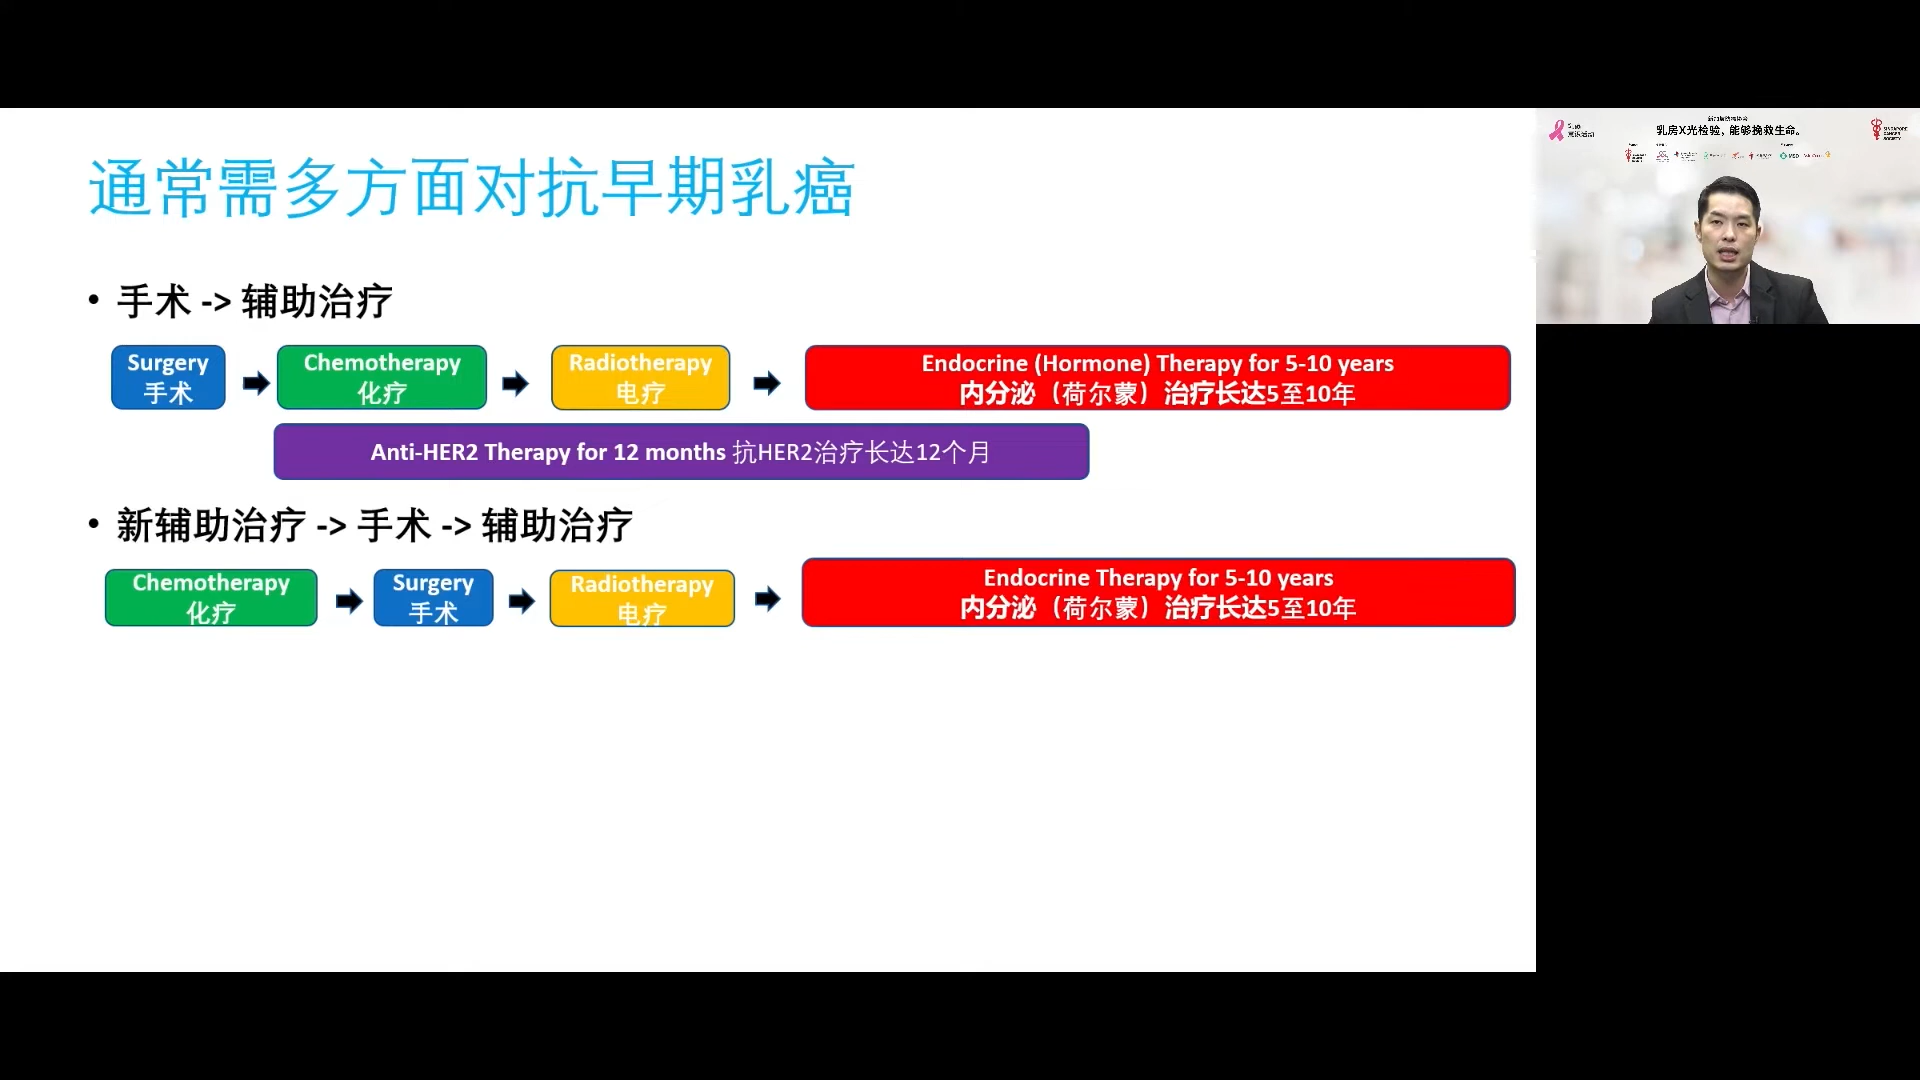 通常需多方面对抗早期乳癌
• 手术 -> 辅助治疗
Surgery
手术
Chemotherapy
化疗
Radiotherapy
电疗
Endocrine (Hormone) Therapy for 5-10 years
内分泌（荷尔蒙）治疗长达5至10年
Anti-HER2 Therapy for 12 months 抗HER2治疗长达12个月
• 新辅助治疗 -> 手术 -> 辅助治疗
Chemotherapy
化疗
Surgery
手术
Radiotherapy
电疗
Endocrine Therapy for 5-10 years
内分泌（荷尔蒙）治疗长达5至10年
乳房X光检验，能够挽救生命。
SINGAPORE
CANCER
SOCIETY
MSD